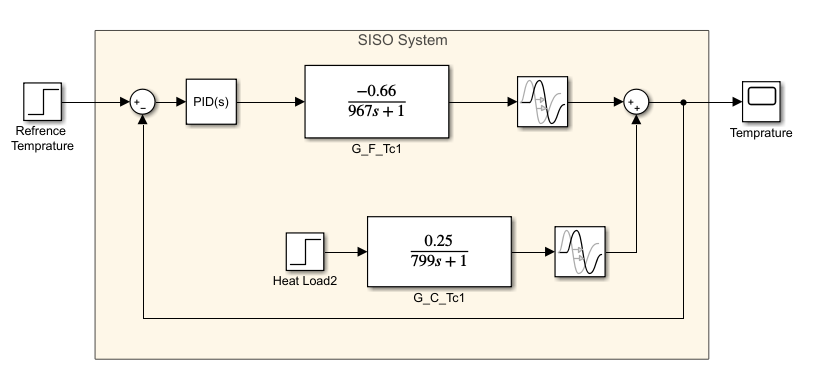 SISO System
Refrence
Temprature
+
−
PID(s)
−0.66
967s + 1
G_F_Tc1
+
+
Temprature
Heat Load2
0.25
799s + 1
G_C_Tc1